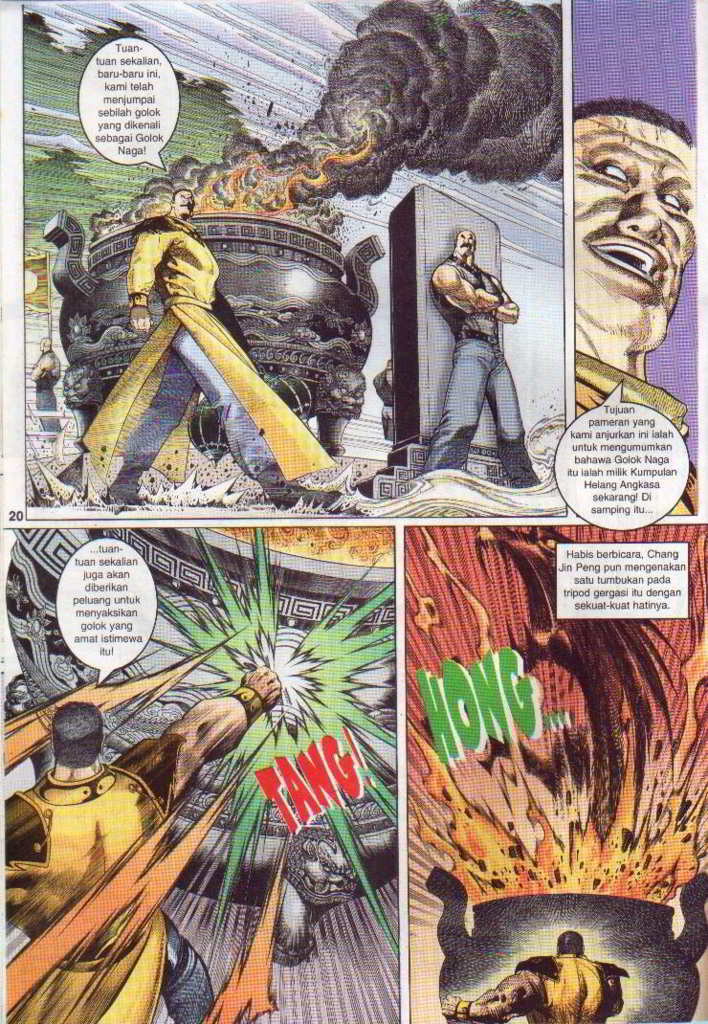 Tuan-
tuan sekalian,
baru-baru ini,
kami telah
menjumpai
sebilah golok
yang dikenali
sebagai Golok
Naga!
Tujuan
pameran yang
kami anjurkan ini ialah
untuk mengumumkan
bahawa Golok Naga
itu ialah milik Kumpulan
Helang Angkasa
sekarang! Di
samping itu...
20
...tuan-
tuan sekalian
juga akan
diberikan
peluang untuk
menyaksikan
golok yang
amat istimewa
itu!
TANG!
Habis berbicara, Chang
Jin Peng pun mengenakan
satu tumbukan pada
tripod gergasi itu dengan
sekuat-kuat hatinya.
HONG...